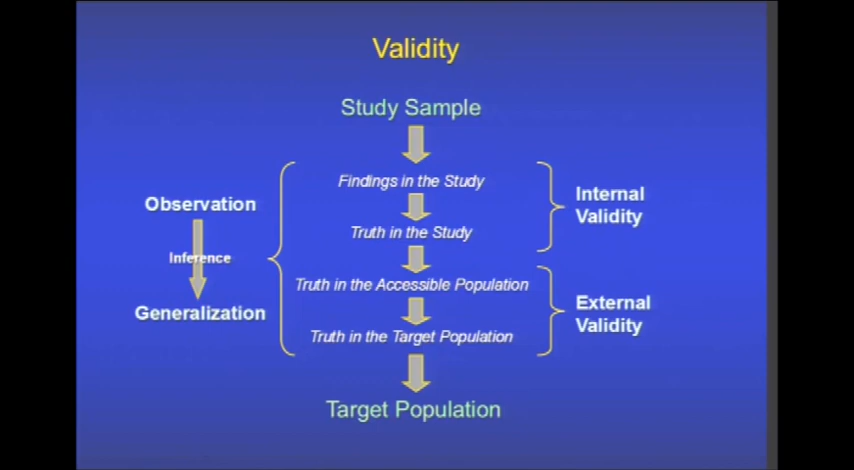 Validity
Study Sample
Findings in the Study
Truth in the Study
Truth in the Accessible Population
Truth in the Target Population
Target Population
Observation
Inference
Generalization
Internal
Validity
External
Validity